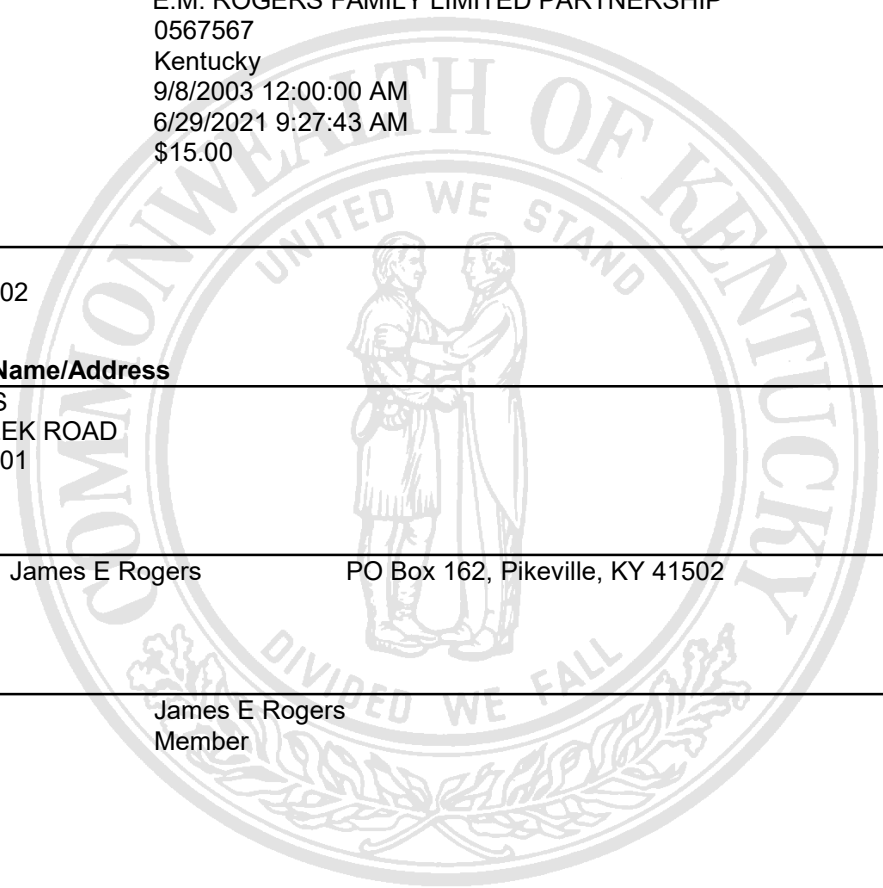 E.M. ROGERS FAMILY LIMITED PARTNERSHIP
0567567
Kentucky
9/8/2003 12:00:00 AM
6/29/2021 9:27:43 AM
$15.00
COMMONWEALTH OF KENTUCKY
UNITED WE STAND
02
Name/Address
S
EK ROAD
01
James E Rogers PO Box 162, Pikeville, KY 41502
DIVIDED WE FALL
James E Rogers
Member